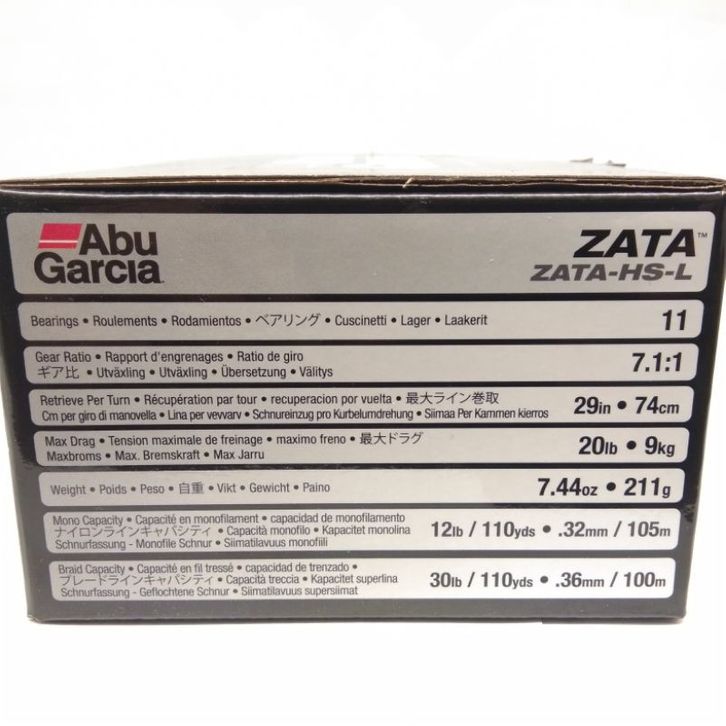 Abu Garcia
ZATA™
ZATA-HS-L
Bearings • Roulements • Rodamientos • ベアリング • Cuscinetti • Lager • Laakerit 11
Gear Ratio • Rapport d'engrenages • Ratio de giro
ギア比 • Utväxling • Utväxling • Übersetzung • Välitys
7.1:1
Retrieve Per Turn • Récupération par tour • recuperacion por vuelta • 最大ライン巻取
Cm per giro di manovella • Lina per vevvarv • Schnureinzug pro Kurbelumdrehung • Siimaa Per Kammen kierros
29in • 74cm
Max Drag • Tension maximale de freinage • maximo freno • 最大ドラグ
Maxbroms • Max. Bremskraft • Max Jarru
20lb • 9kg
Weight • Poids • Peso • 自重 • Vikt • Gewicht • Paino 7.44oz • 211g
Mono Capacity • Capacité en monofilament • capacidad de monofilamento
ナイロンラインキャパシティ • Capacità monofilo • Kapacitet monolina
Schnurfassung - Monofile Schnur • Siimatilavuus monofiili
12lb / 110yds • .32mm / 105m
Braid Capacity • Capacité en fil tressé • capacidad de trenzado •
ブレードラインキャパシティ • Capacità treccia • Kapacitet superlina
Schnurfassung - Geflochtene Schnur • Siimatilavuus supersiimat
30lb / 110yds • .36mm / 100m